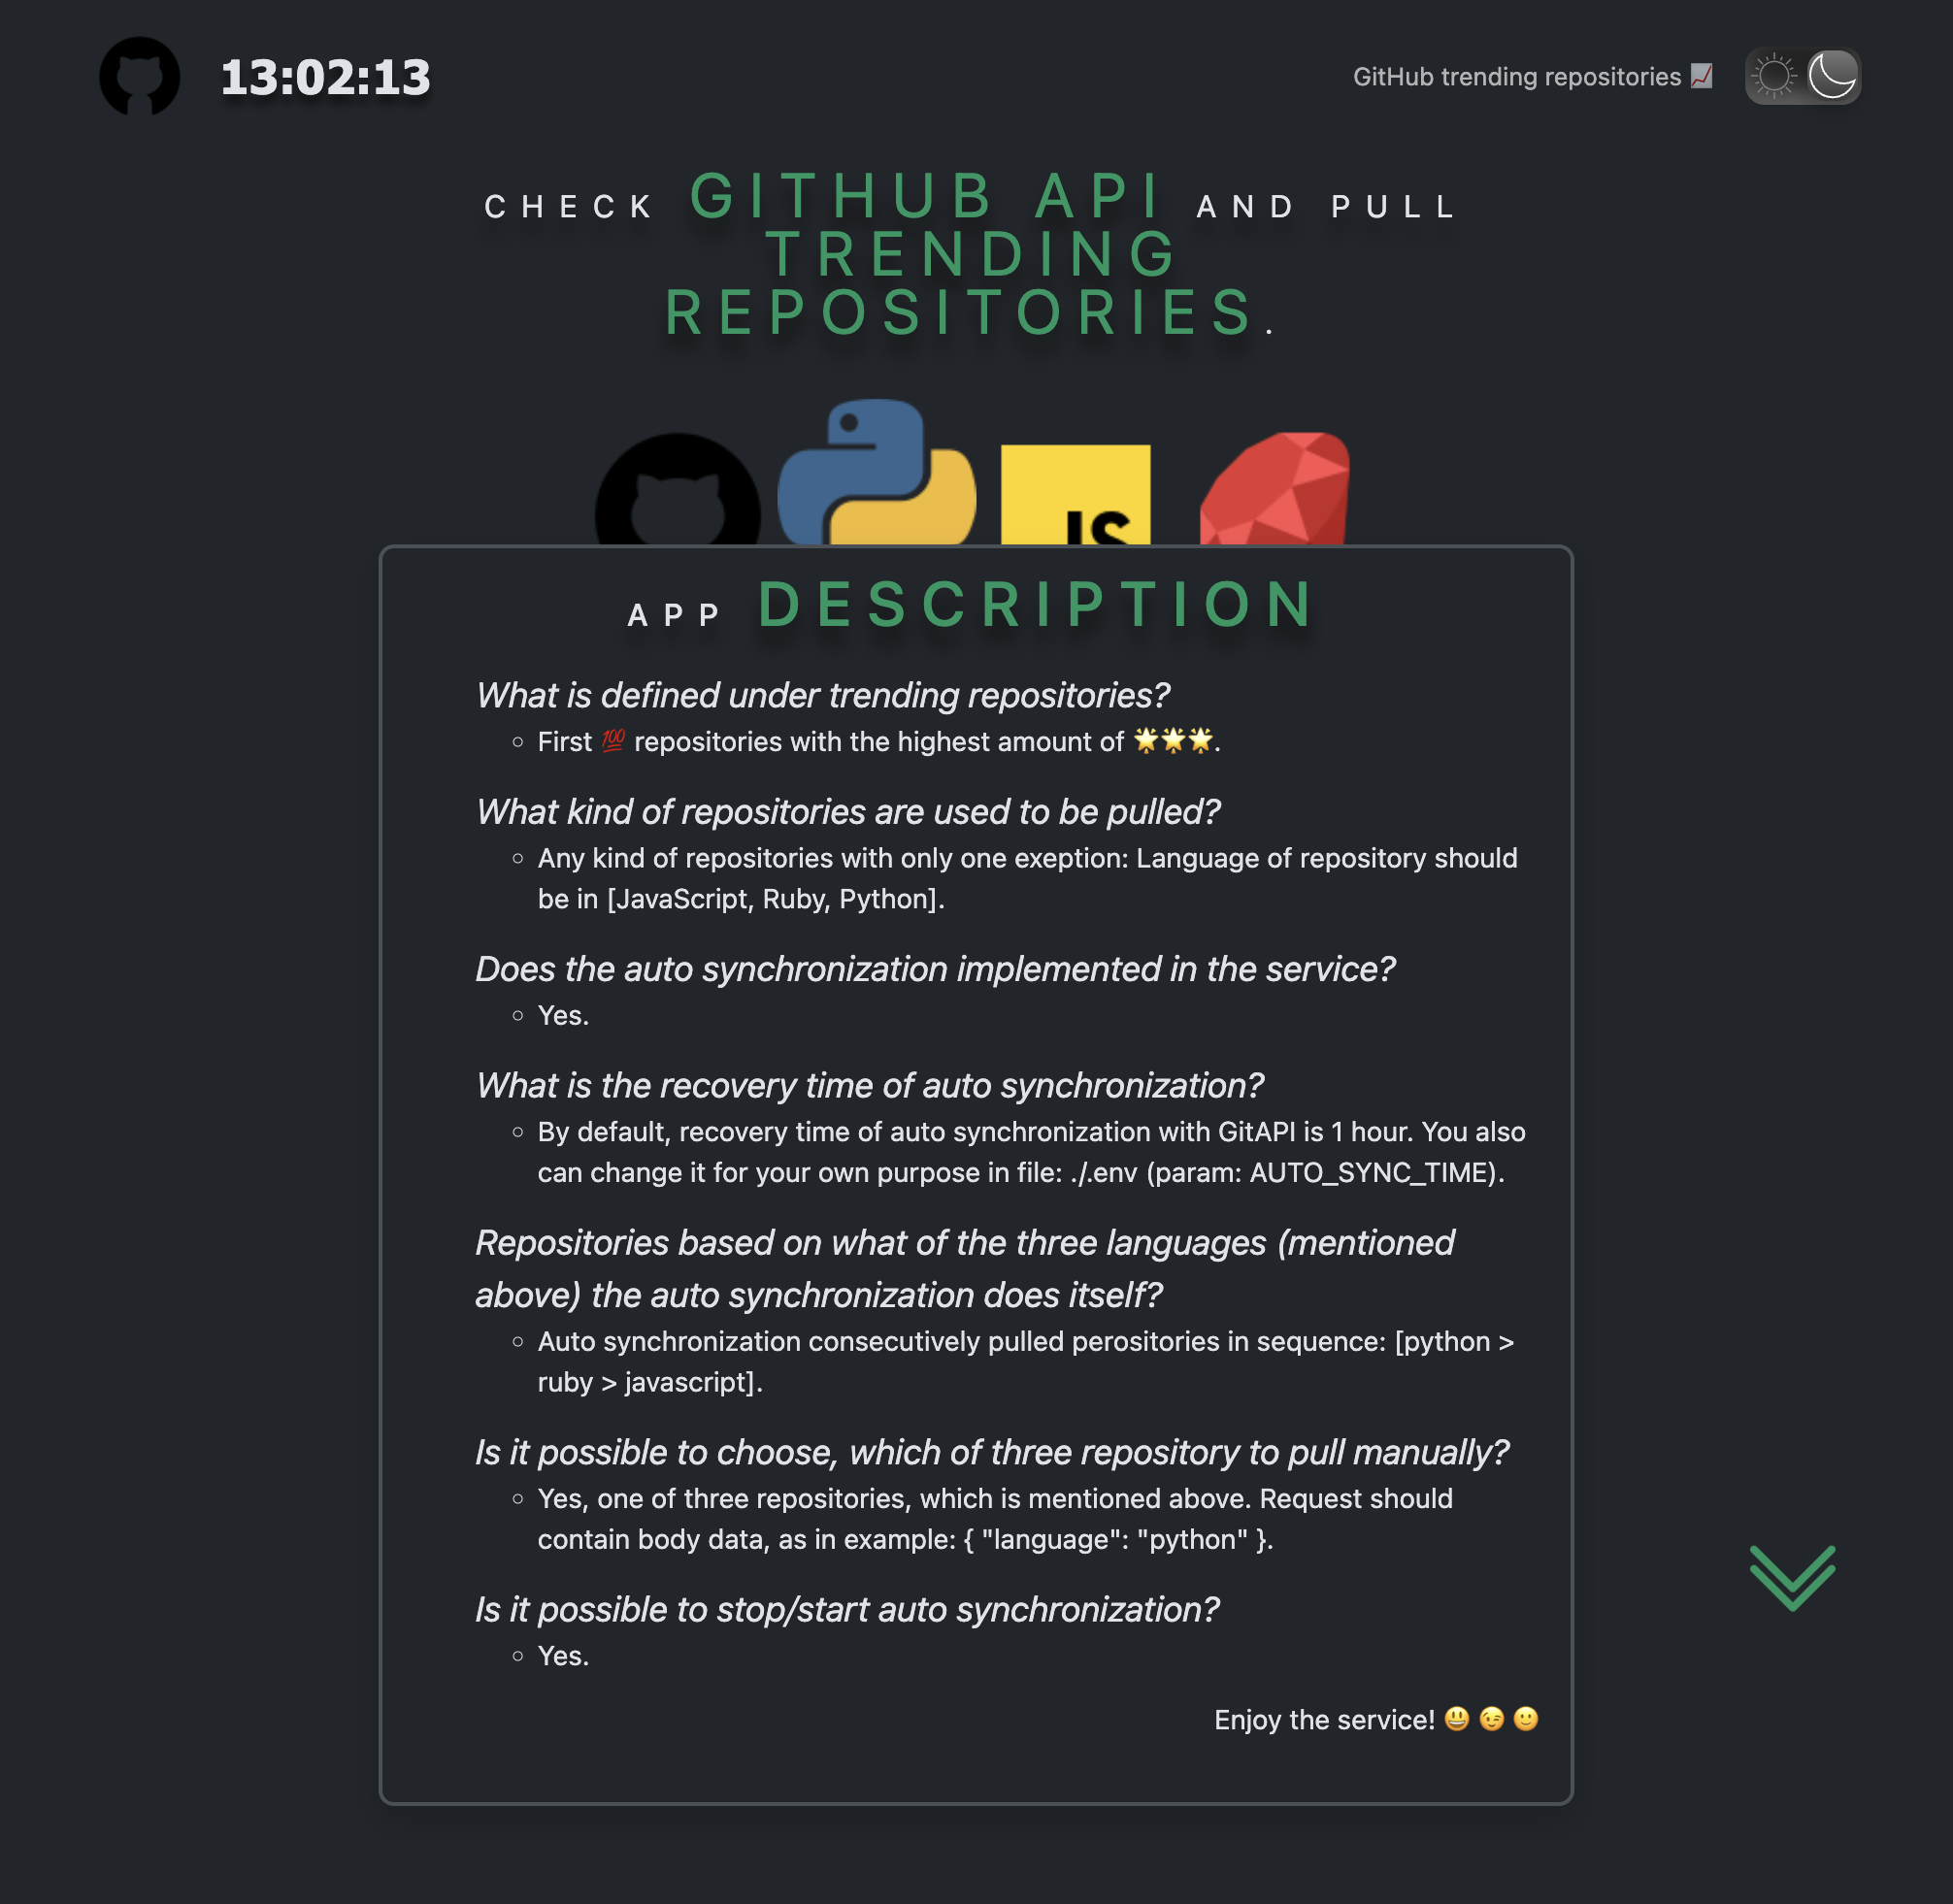 13:02:13
GitHub trending repositories 📈
CHECK GITHUB API AND PULL
TRENDING
REPOSITORIES.
JS
APP DESCRIPTION
What is defined under trending repositories?
First 💯 repositories with the highest amount of 🌟🌟🌟.
What kind of repositories are used to be pulled?
Any kind of repositories with only one exeption: Language of repository should
be in [JavaScript, Ruby, Python].
Does the auto synchronization implemented in the service?
Yes.
What is the recovery time of auto synchronization?
By default, recovery time of auto synchronization with GitAPI is 1 hour. You also
can change it for your own purpose in file: ./.env (param: AUTO_SYNC_TIME).
Repositories based on what of the three languages (mentioned
above) the auto synchronization does itself?
Auto synchronization consecutively pulled perositories in sequence: [python >
ruby > javascript].
Is it possible to choose, which of three repository to pull manually?
Yes, one of three repositories, which is mentioned above. Request should
contain body data, as in example: { "language": "python" }.
Is it possible to stop/start auto synchronization?
Yes.
Enjoy the service! 😃 😉 🙂